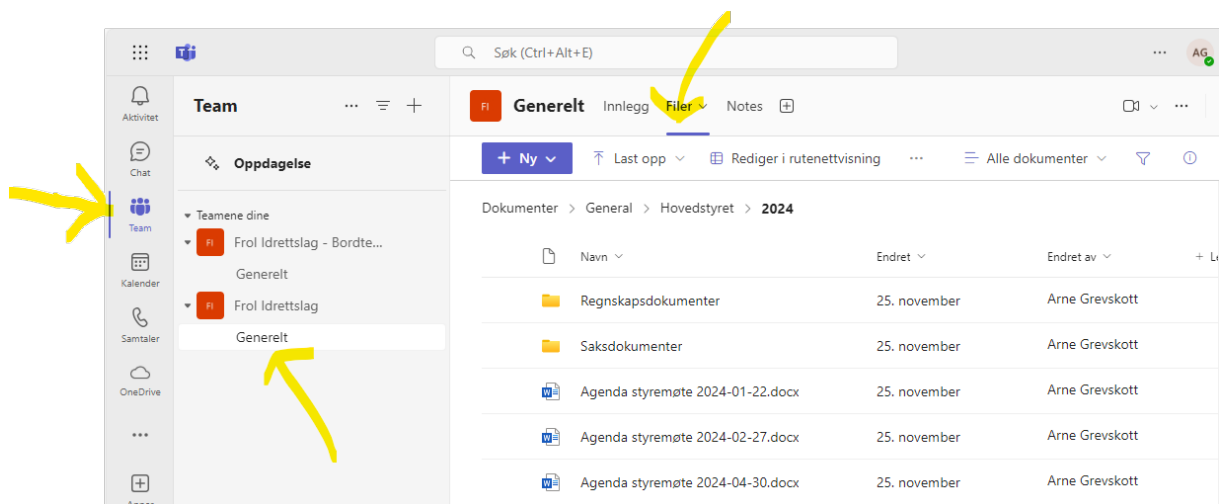 Søk (Ctrl+Alt+E)
AG
Aktivitet
Chat
Team
Kalender
Samtaler
OneDrive
Team
Oppdagelse
Teamene dine
FI Frol Idrettslag - Bordte...
Generelt
FI Frol Idrettslag
Generelt
FI Generelt Innlegg Filer Notes
+ Ny Last opp Rediger i rutenettvisning ... Alle dokumenter
Dokumenter > General > Hovedstyret > 2024
Navn Endret Endret av
Regnskapsdokumenter 25. november Arne Grevskott
Saksdokumenter 25. november Arne Grevskott
Agenda styremøte 2024-01-22.docx 25. november Arne Grevskott
Agenda styremøte 2024-02-27.docx 25. november Arne Grevskott
Agenda styremøte 2024-04-30.docx 25. november Arne Grevskott